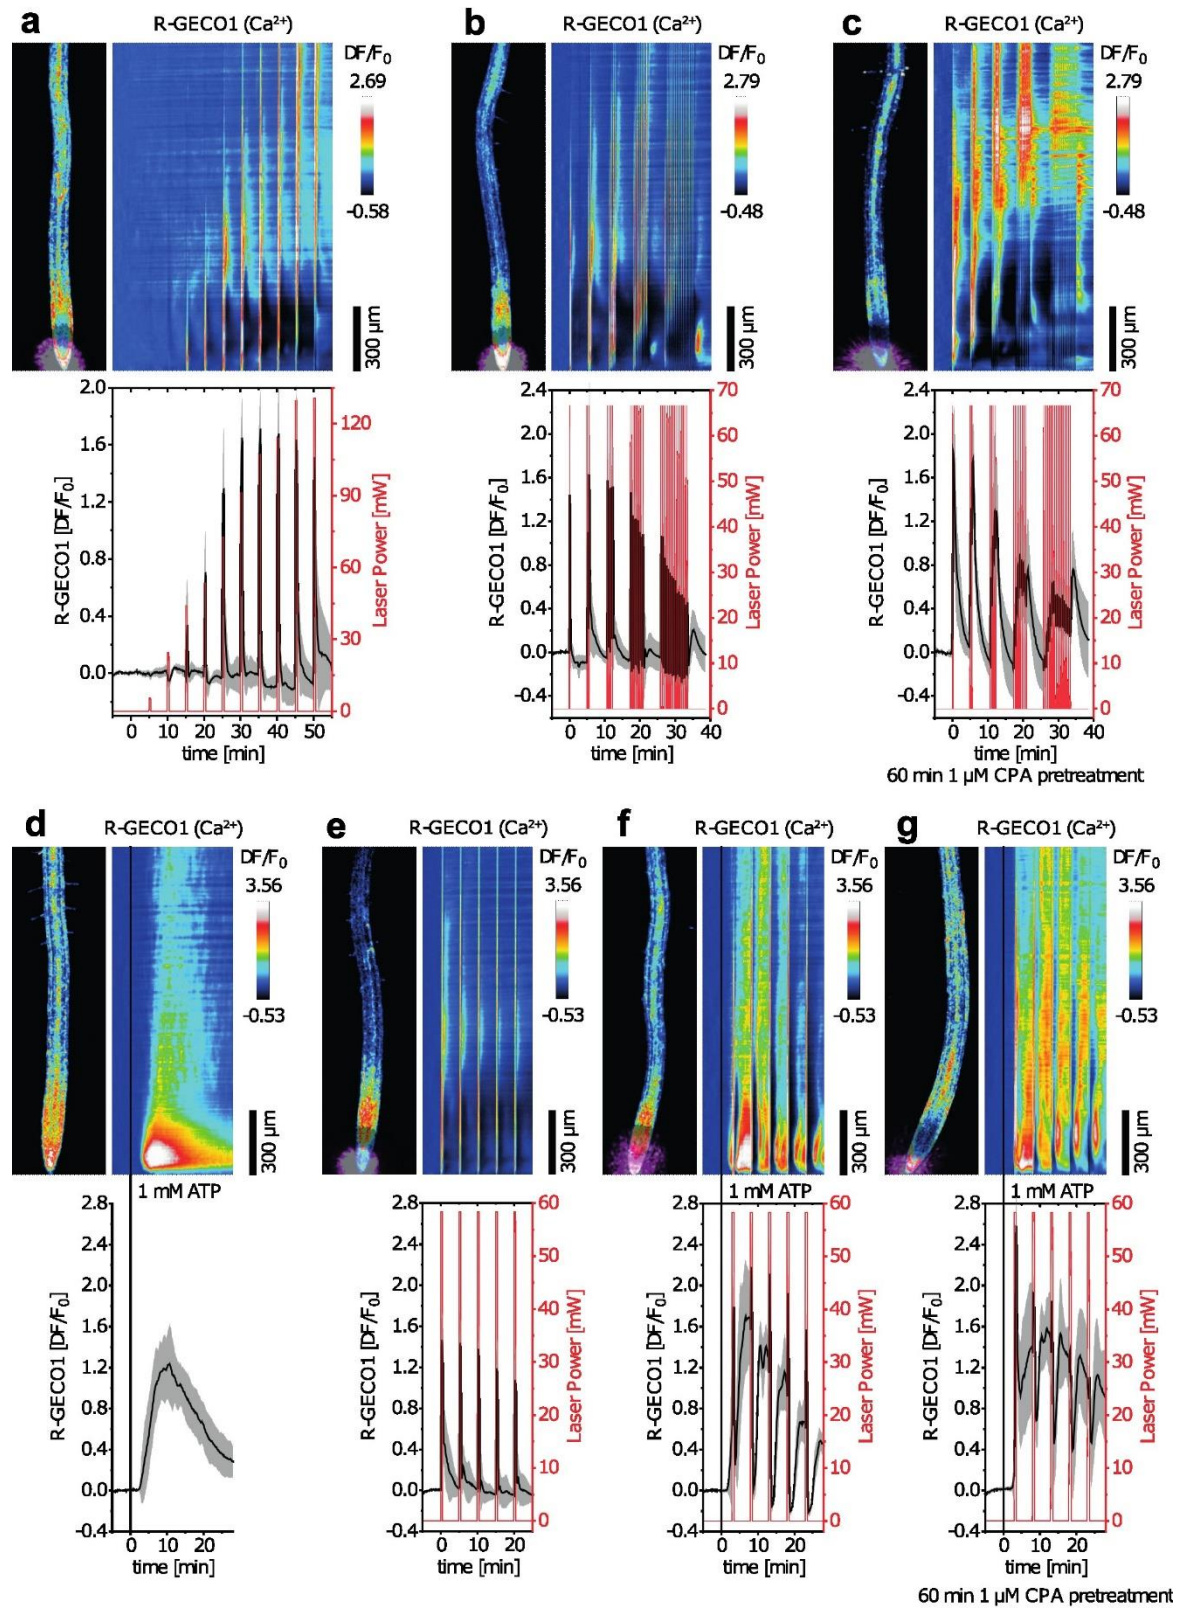 a
R-GECO1 (Ca²⁺)
DF/F₀
2.69
-0.58
300 µm
2.0
1.6
1.2
0.8
0.4
0.0
R-GECO1 [DF/F₀]
120
90
60
30
0
Laser Power [mW]
0 10 20 30 40 50
time [min]
b
R-GECO1 (Ca²⁺)
DF/F₀
2.79
-0.48
300 µm
2.4
2.0
1.6
1.2
0.8
0.4
0.0
-0.4
R-GECO1 [DF/F₀]
70
60
50
40
30
20
10
0
Laser Power [mW]
0 10 20 30 40
time [min]
c
R-GECO1 (Ca²⁺)
DF/F₀
2.79
-0.48
300 µm
2.4
2.0
1.6
1.2
0.8
0.4
0.0
-0.4
R-GECO1 [DF/F₀]
70
60
50
40
30
20
10
0
Laser Power [mW]
0 10 20 30 40
time [min]
60 min 1 µM CPA pretreatment
d
R-GECO1 (Ca²⁺)
DF/F₀
3.56
-0.53
300 µm
1 mM ATP
2.8
2.4
2.0
1.6
1.2
0.8
0.4
0.0
-0.4
R-GECO1 [DF/F₀]
0 10 20
time [min]
e
R-GECO1 (Ca²⁺)
DF/F₀
3.56
-0.53
300 µm
2.8
2.4
2.0
1.6
1.2
0.8
0.4
0.0
-0.4
R-GECO1 [DF/F₀]
60
50
40
30
20
10
0
Laser Power [mW]
0 10 20
time [min]
f
R-GECO1 (Ca²⁺)
DF/F₀
3.56
-0.53
300 µm
1 mM ATP
2.8
2.4
2.0
1.6
1.2
0.8
0.4
0.0
-0.4
R-GECO1 [DF/F₀]
60
50
40
30
20
10
0
Laser Power [mW]
0 10 20
time [min]
g
R-GECO1 (Ca²⁺)
DF/F₀
3.56
-0.53
300 µm
1 mM ATP
2.8
2.4
2.0
1.6
1.2
0.8
0.4
0.0
-0.4
R-GECO1 [DF/F₀]
60
50
40
30
20
10
0
Laser Power [mW]
0 10 20
time [min]
60 min 1 µM CPA pretreatment